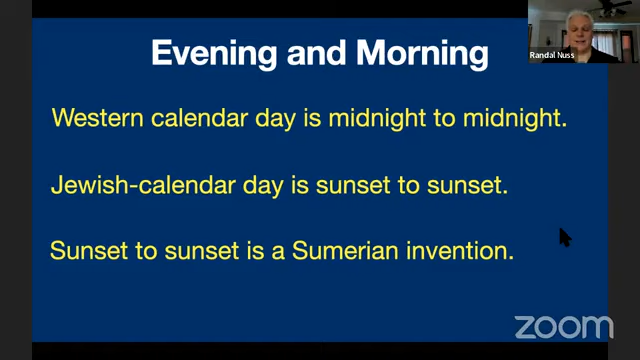 Evening and Morning
Randal Nuss
Western calendar day is midnight to midnight.
Jewish-calendar day is sunset to sunset.
Sunset to sunset is a Sumerian invention.
zoom